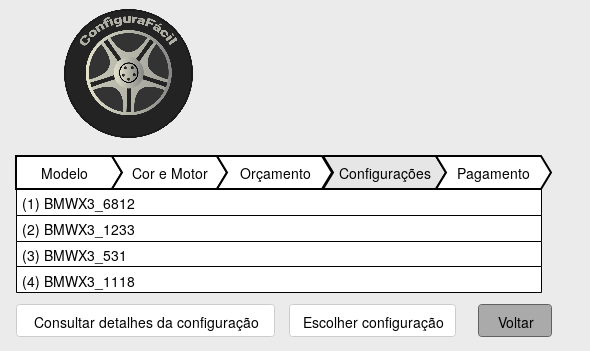 ConfiguraFácil
Modelo
Cor e Motor
Orçamento
Configurações
Pagamento
(1) BMWX3_6812
(2) BMWX3_1233
(3) BMWX3_531
(4) BMWX3_1118
Consultar detalhes da configuração
Escolher configuração
Voltar